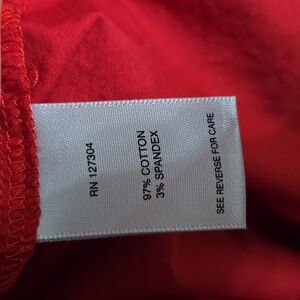 RN 127304
97% COTTON
3% SPANDEX
SEE REVERSE FOR CARE